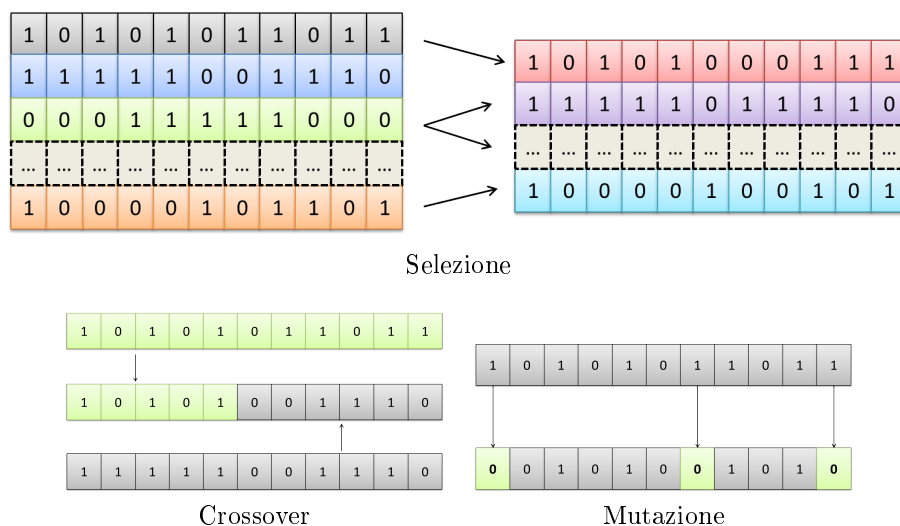 1 0 1 0 1 0 1 1 0 1 1
1 1 1 1 1 0 0 1 1 1 0
0 0 0 1 1 1 1 1 0 0 0
... ... ... ... ... ... ... ... ... ... ...
1 0 0 0 0 1 0 1 1 0 1
1 0 1 0 1 0 0 0 1 1 1
1 1 1 1 1 0 1 1 1 1 0
... ... ... ... ... ... ... ... ... ... ...
1 0 0 0 0 1 0 0 1 0 1
Selezione
1 0 1 0 1 0 1 1 0 1 1
1 0 1 0 1 0 0 1 1 1 0
1 1 1 1 1 0 0 1 1 1 0
Crossover
1 0 1 0 1 0 1 1 0 1 1
0 0 1 0 1 0 0 1 0 1 0
Mutazione